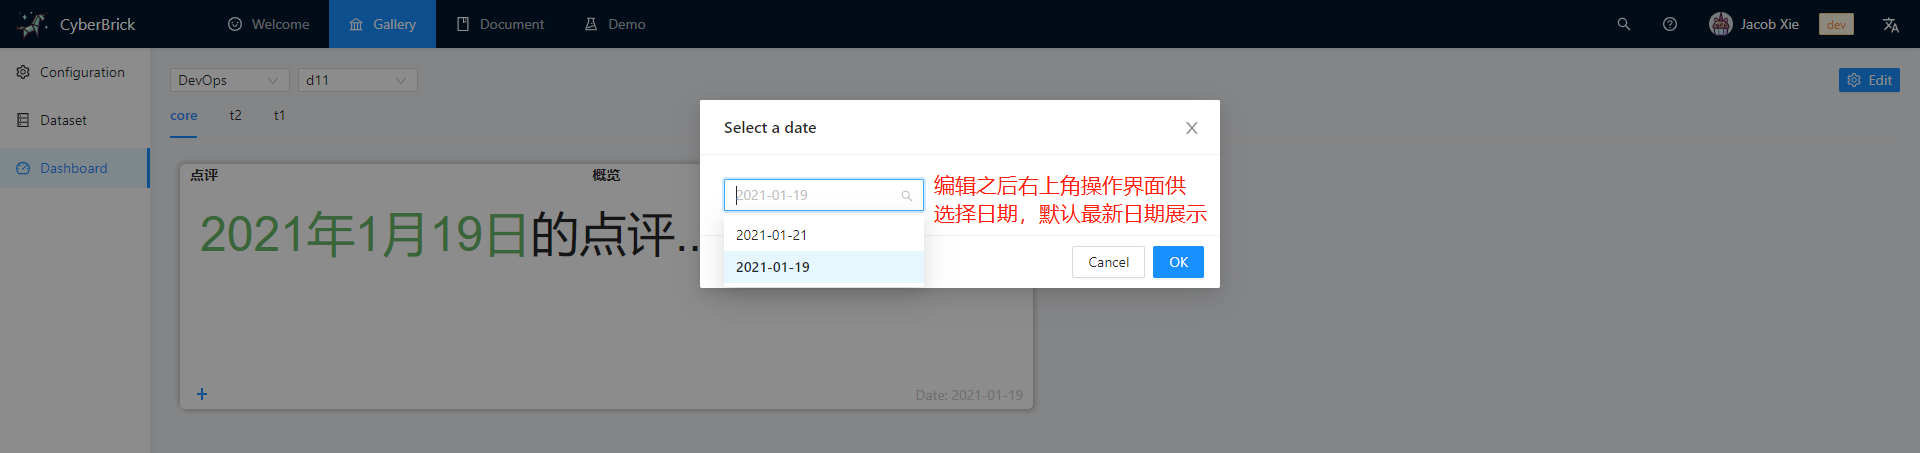 CyberBrick
Welcome
Gallery
Document
Demo
Jacob Xie
dev
Configuration
Dataset
Dashboard
DevOps
d11
Edit
core
t2
t1
点评
概览
2021年1月19日的点评...
Date: 2021-01-19
Select a date
2021-01-19
2021-01-21
2021-01-19
编辑之后右上角操作界面供
选择日期，默认最新日期展示
Cancel
OK